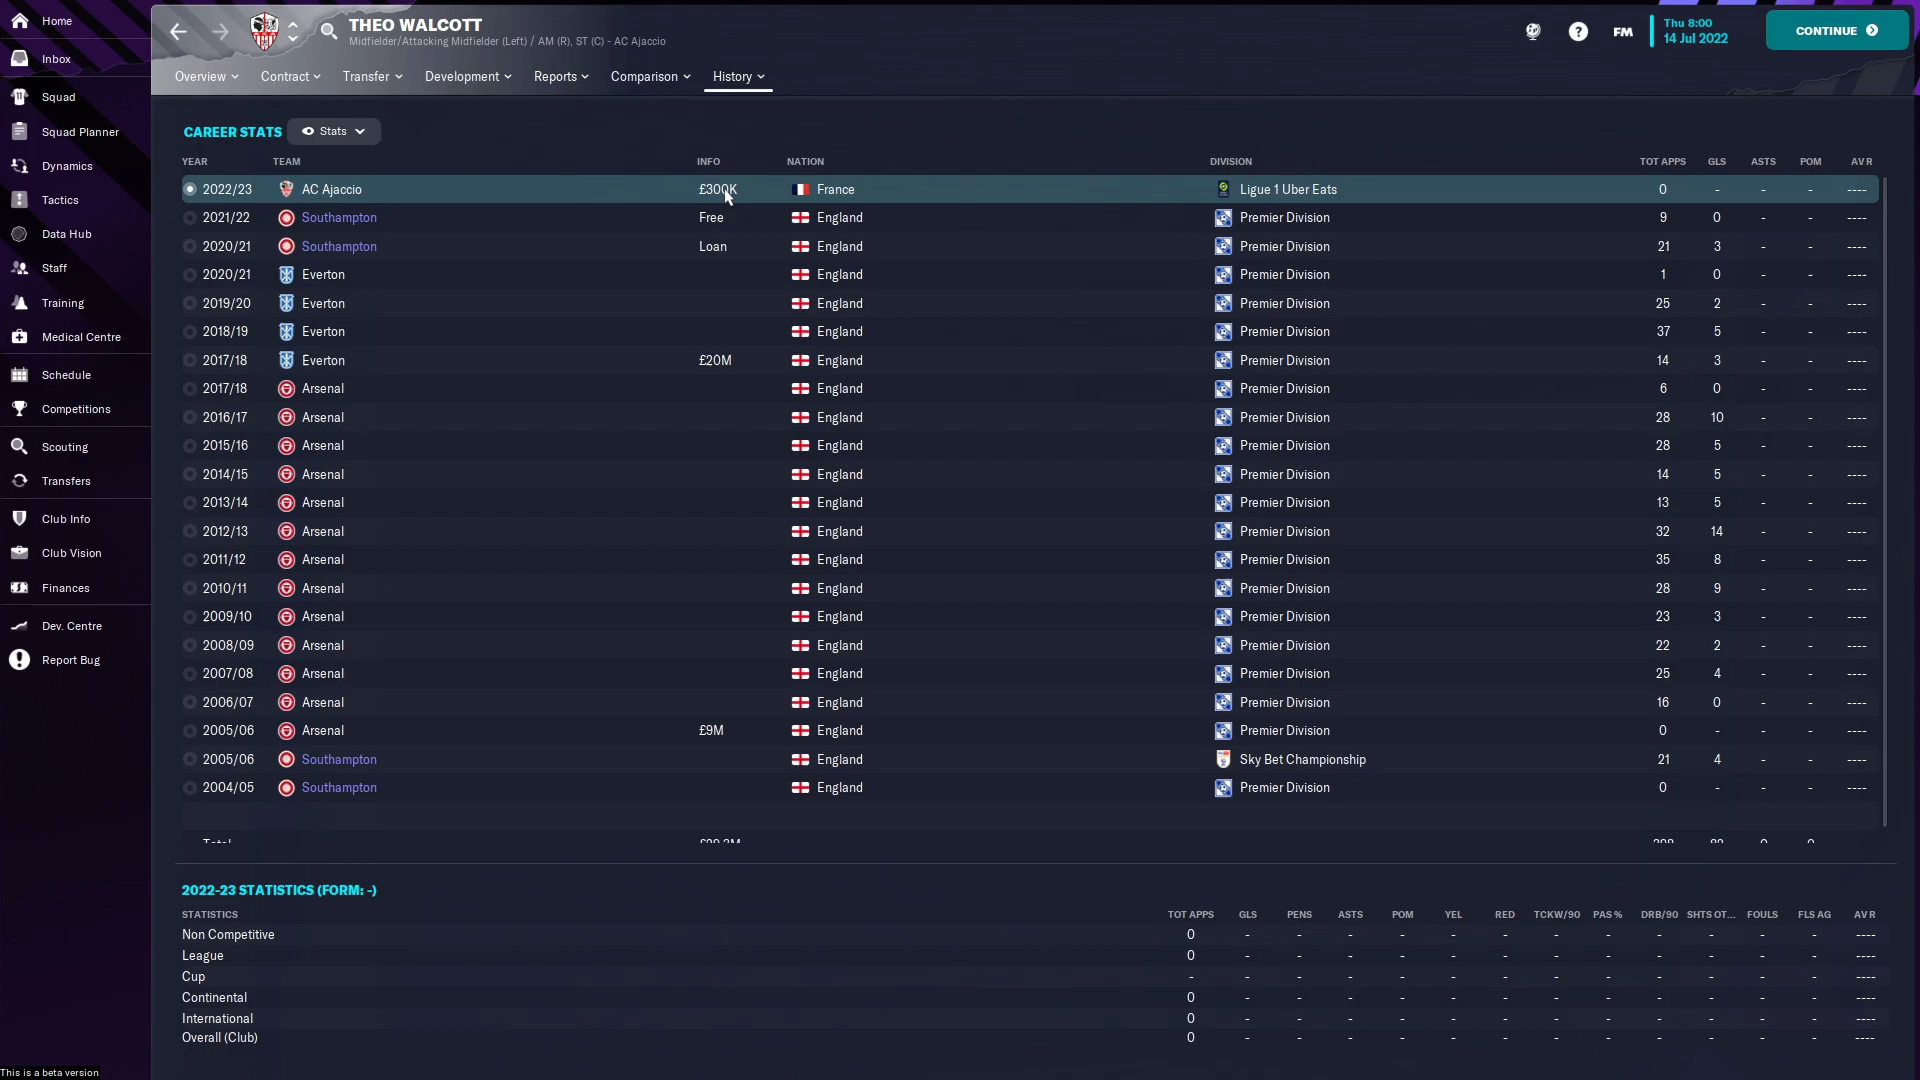 Home
Inbox
Squad
Squad Planner
Dynamics
Tactics
Data Hub
Staff
Training
Medical Centre
Schedule
Competitions
Scouting
Transfers
Club Info
Club Vision
Finances
Dev. Centre
Report Bug
This is a beta version
THEO WALCOTT
Midfielder/Attacking Midfielder (Left) / AM (R), ST (C) - AC Ajaccio
? FM Thu 8:00
14 Jul 2022
CONTINUE
Overview Contract Transfer Development Reports Comparison History
CAREER STATS Stats
YEAR TEAM INFO NATION DIVISION TOT APPS GLS ASTS POM AV R
2022/23 AC Ajaccio £300K France Ligue 1 Uber Eats 0 - - - ----
2021/22 Southampton Free England Premier Division 9 0 - - ----
2020/21 Southampton Loan England Premier Division 21 3 - - ----
2020/21 Everton England Premier Division 1 0 - - ----
2019/20 Everton England Premier Division 25 2 - - ----
2018/19 Everton England Premier Division 37 5 - - ----
2017/18 Everton £20M England Premier Division 14 3 - - ----
2017/18 Arsenal England Premier Division 6 0 - - ----
2016/17 Arsenal England Premier Division 28 10 - - ----
2015/16 Arsenal England Premier Division 28 5 - - ----
2014/15 Arsenal England Premier Division 14 5 - - ----
2013/14 Arsenal England Premier Division 13 5 - - ----
2012/13 Arsenal England Premier Division 32 14 - - ----
2011/12 Arsenal England Premier Division 35 8 - - ----
2010/11 Arsenal England Premier Division 28 9 - - ----
2009/10 Arsenal England Premier Division 23 3 - - ----
2008/09 Arsenal England Premier Division 22 2 - - ----
2007/08 Arsenal England Premier Division 25 4 - - ----
2006/07 Arsenal England Premier Division 16 0 - - ----
2005/06 Arsenal £9M England Premier Division 0 - - - ----
2005/06 Southampton England Sky Bet Championship 21 4 - - ----
2004/05 Southampton England Premier Division 0 - - - ----
Total
2022-23 STATISTICS (FORM: -)
STATISTICS TOT APPS GLS PENS ASTS POM YEL RED TCKW/90 PAS % DRB/90 SHTS OT... FOULS FLS AG AV R
Non Competitive 0 - - - - - - - - - - - - ----
League 0 - - - - - - - - - - - - ----
Cup - - - - - - - - - - - - - ----
Continental 0 - - - - - - - - - - - - ----
International 0 - - - - - - - - - - - - ----
Overall (Club) 0 - - - - - - - - - - - - ----